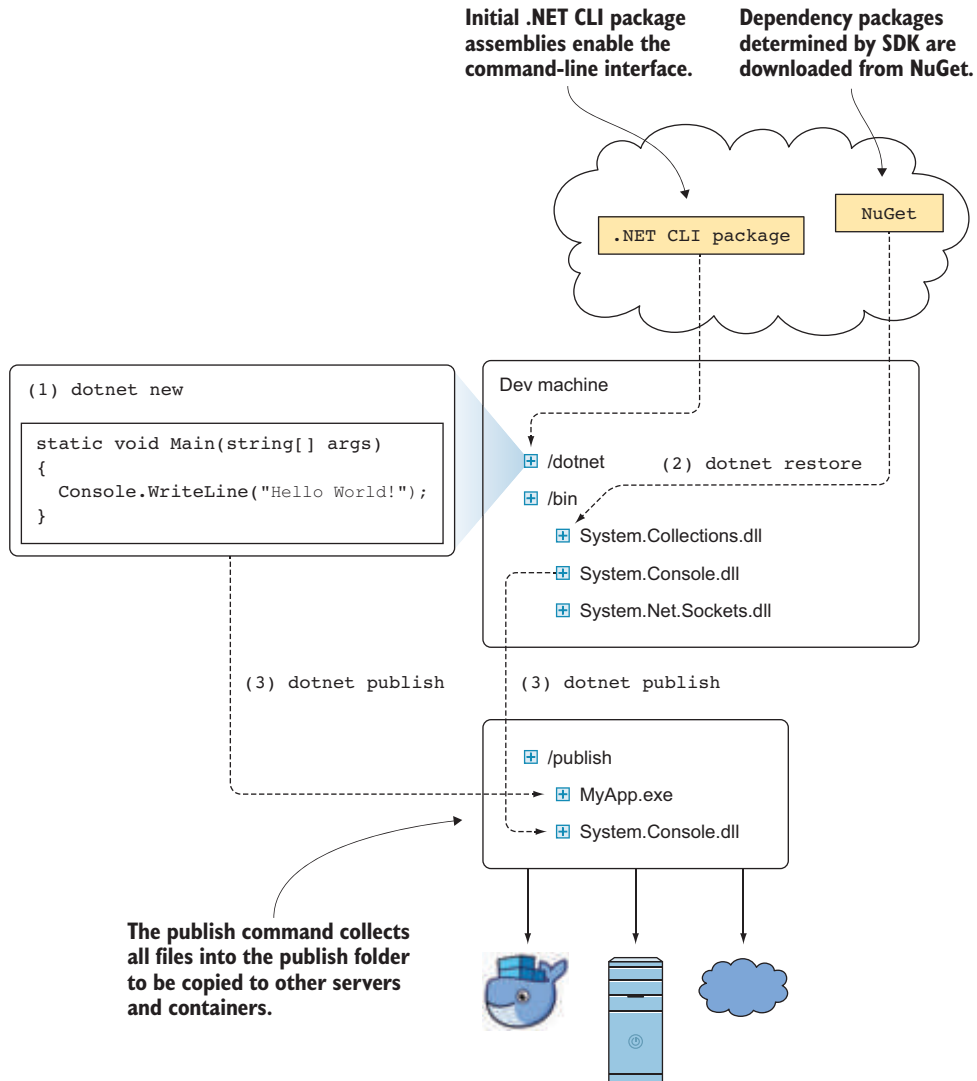 Initial .NET CLI package
assemblies enable the
command-line interface.
Dependency packages
determined by SDK are
downloaded from NuGet.
.NET CLI package
NuGet
(1) dotnet new
static void Main(string[] args)
{
Console.WriteLine("Hello World!");
}
Dev machine
/dotnet
(2) dotnet restore
/bin
System.Collections.dll
System.Console.dll
System.Net.Sockets.dll
(3) dotnet publish
(3) dotnet publish
/publish
MyApp.exe
System.Console.dll
The publish command collects
all files into the publish folder
to be copied to other servers
and containers.